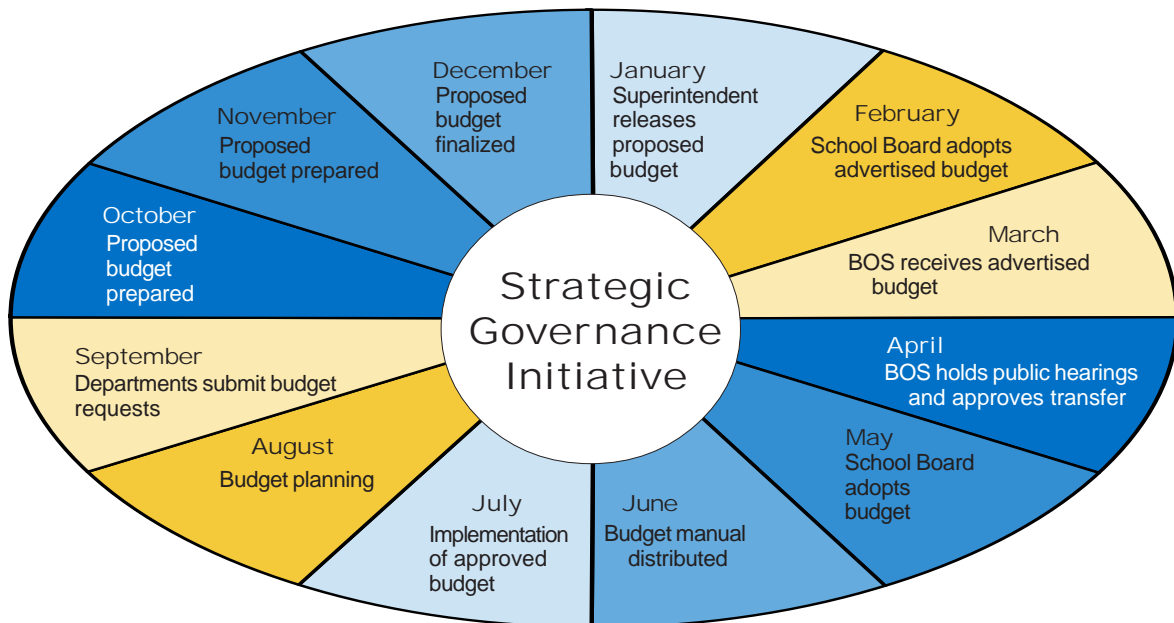 January
Superintendent
releases
proposed
budget
February
School Board adopts
advertised budget
March
BOS receives advertised
budget
April
BOS holds public hearings
and approves transfer
May
School Board
adopts
budget
June
Budget manual
distributed
July
Implementation
of approved
budget
August
Budget planning
September
Departments submit budget
requests
October
Proposed
budget
prepared
November
Proposed
budget prepared
December
Proposed
budget
finalized
Strategic
Governance
Initiative